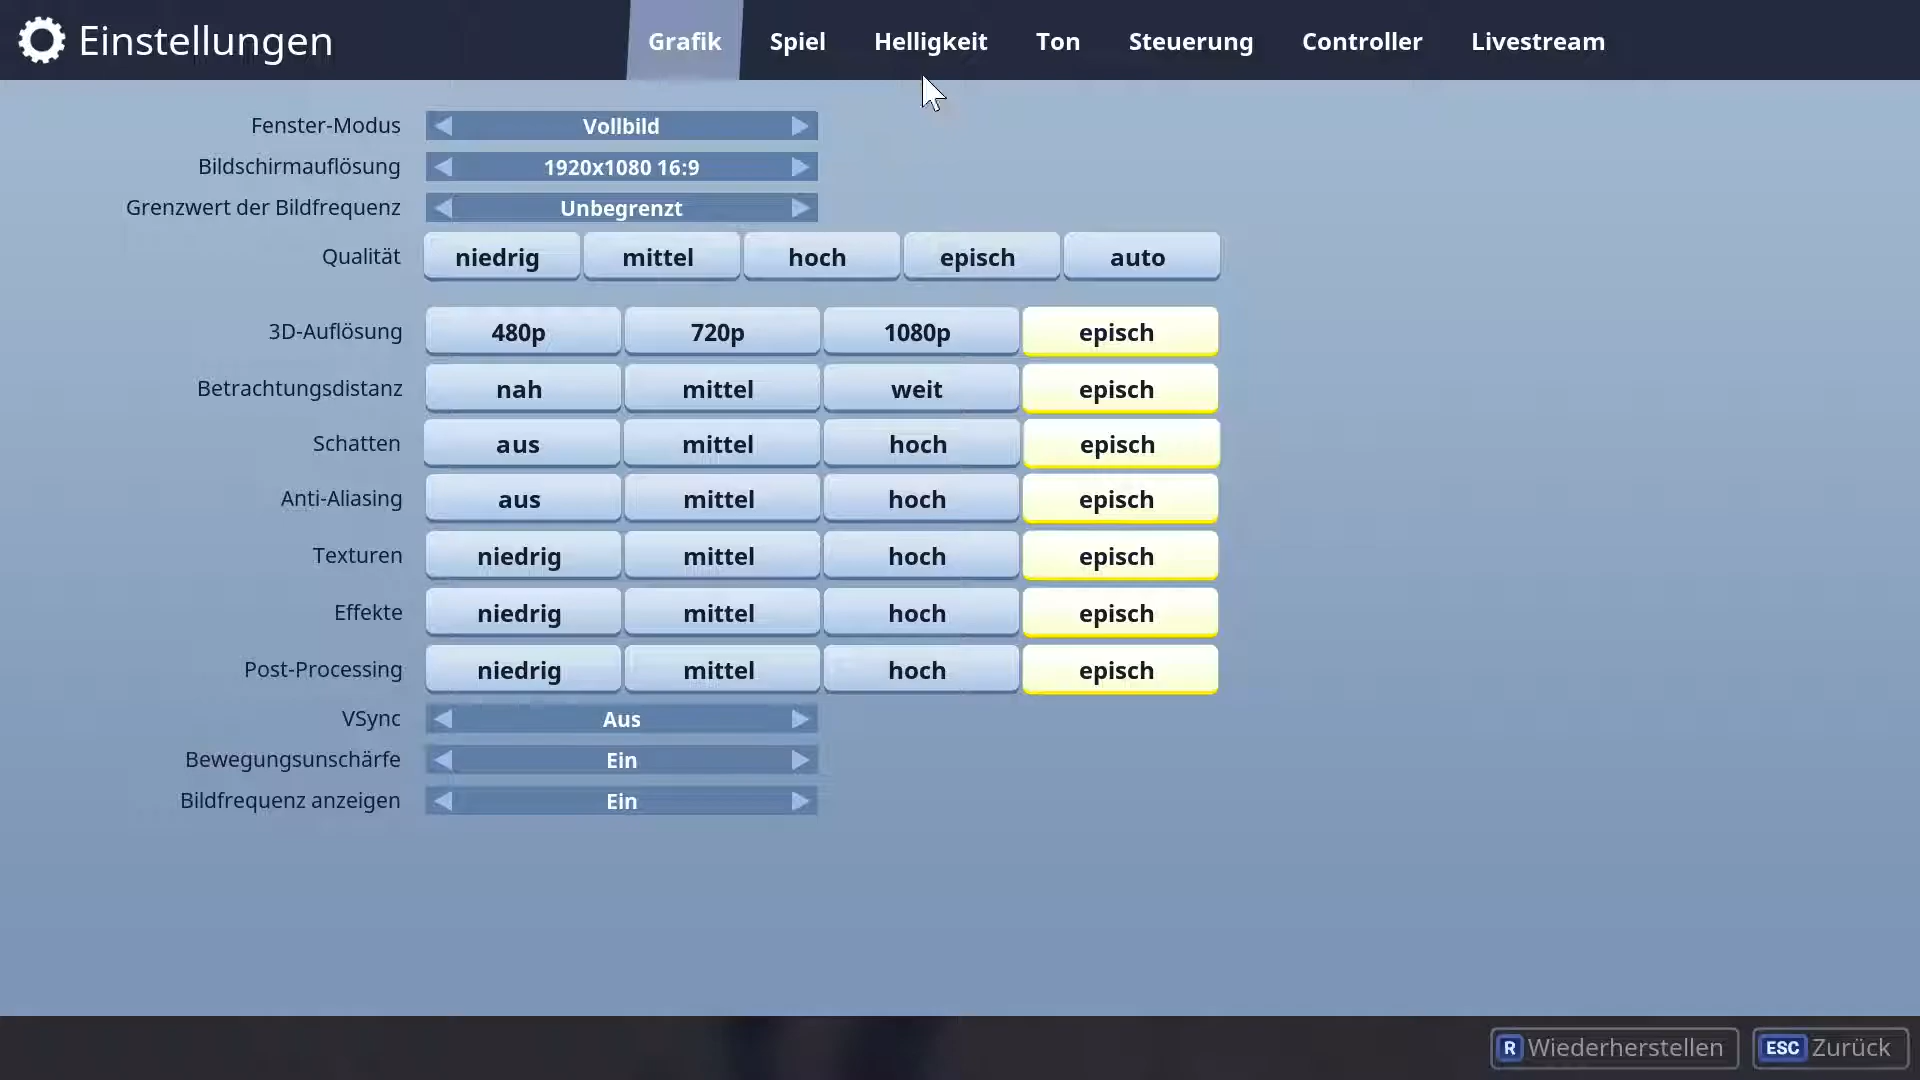 Einstellungen
Grafik Spiel Helligkeit Ton Steuerung Controller Livestream
Fenster-Modus Vollbild
Bildschirmauflösung 1920x1080 16:9
Grenzwert der Bildfrequenz Unbegrenzt
Qualität niedrig mittel hoch episch auto
3D-Auflösung 480p 720p 1080p episch
Betrachtungsdistanz nah mittel weit episch
Schatten aus mittel hoch episch
Anti-Aliasing aus mittel hoch episch
Texturen niedrig mittel hoch episch
Effekte niedrig mittel hoch episch
Post-Processing niedrig mittel hoch episch
VSync Aus
Bewegungsunschärfe Ein
Bildfrequenz anzeigen Ein
R Wiederherstellen ESC Zurück